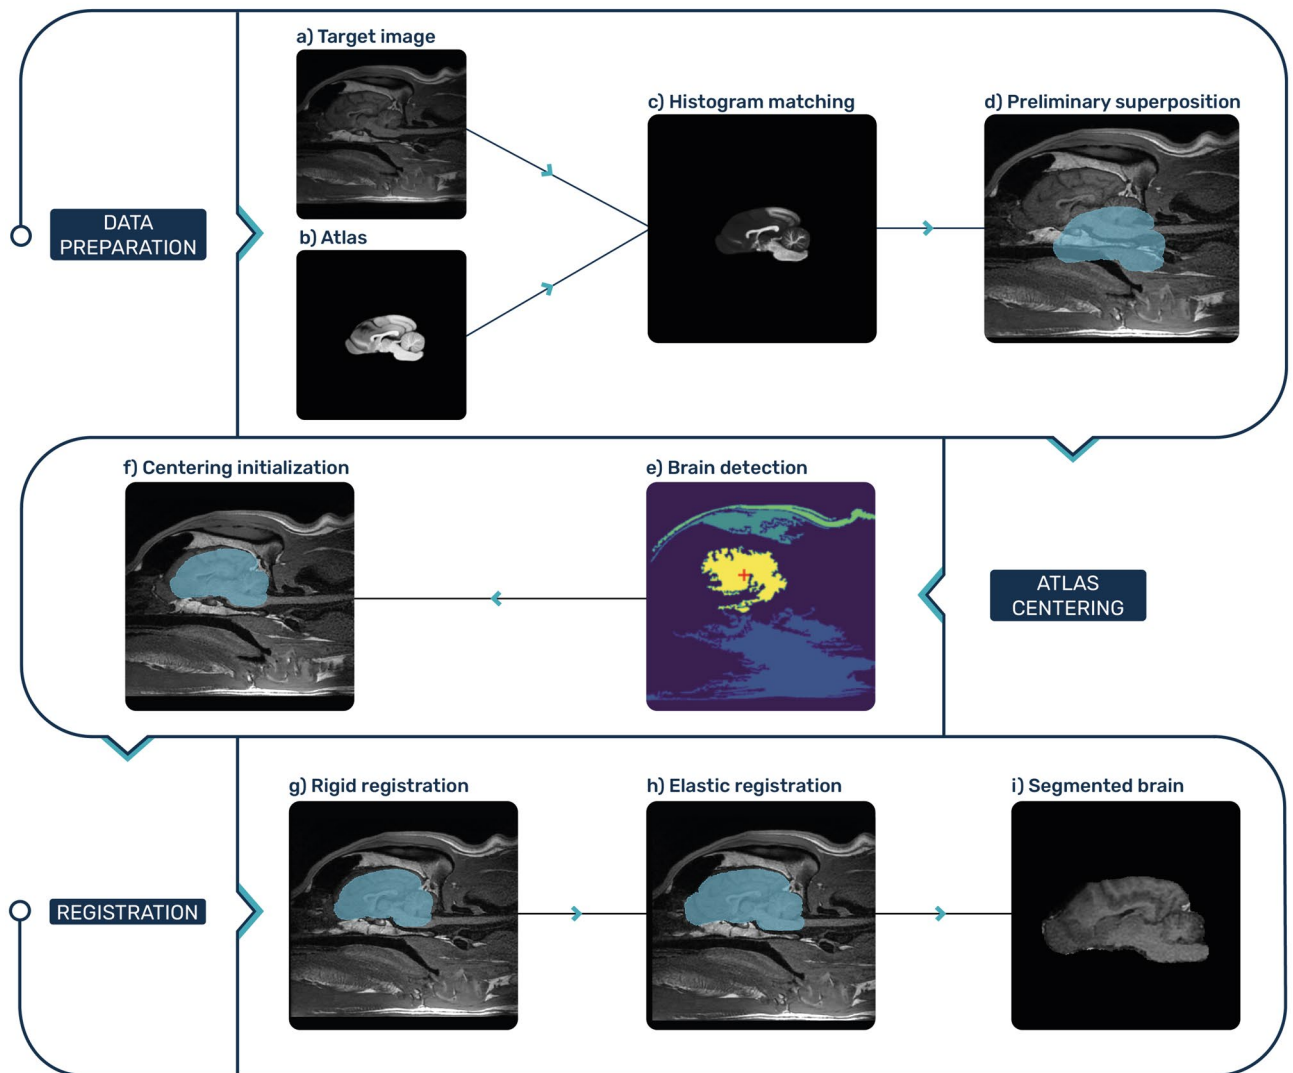 a) Target image
c) Histogram matching
d) Preliminary superposition
DATA
PREPARATION
b) Atlas
f) Centering initialization
e) Brain detection
ATLAS
CENTERING
g) Rigid registration
h) Elastic registration
i) Segmented brain
REGISTRATION